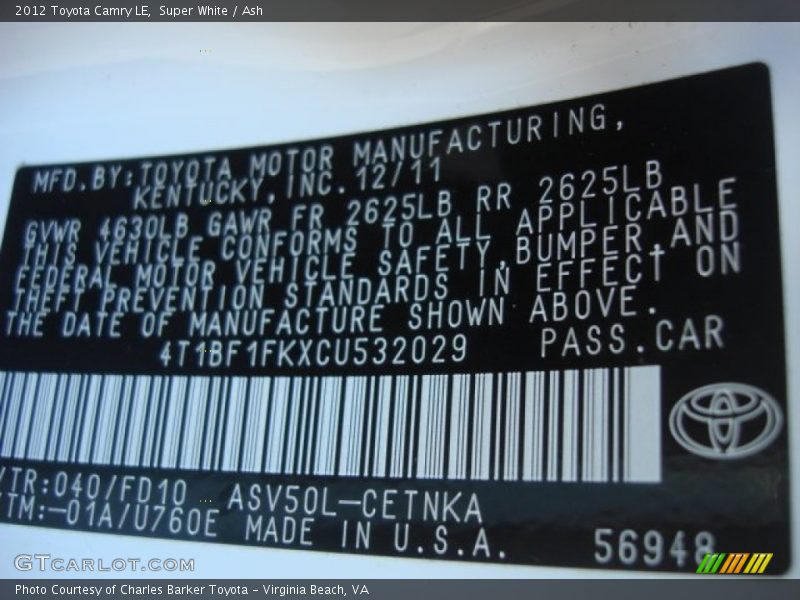 2012 Toyota Camry LE, Super White / Ash
MFD.BY:TOYOTA MOTOR MANUFACTURING,
KENTUCKY,INC.12/11
GVWR 4630LB GAWR FR 2625LB RR 2625LB
THIS VEHICLE CONFORMS TO ALL APPLICABLE
FEDERAL MOTOR VEHICLE SAFETY,BUMPER,AND
THEFT PREVENTION STANDARDS IN EFFECT ON
THE DATE OF MANUFACTURE SHOWN ABOVE.
4T1BF1FKXCU532029 PASS.CAR
/TR:040/FD10 ASV50L-CETNKA
/TM:-01A/U760E MADE IN U.S.A.
56948
GTCARLOT.COM
Photo Courtesy of Charles Barker Toyota - Virginia Beach, VA